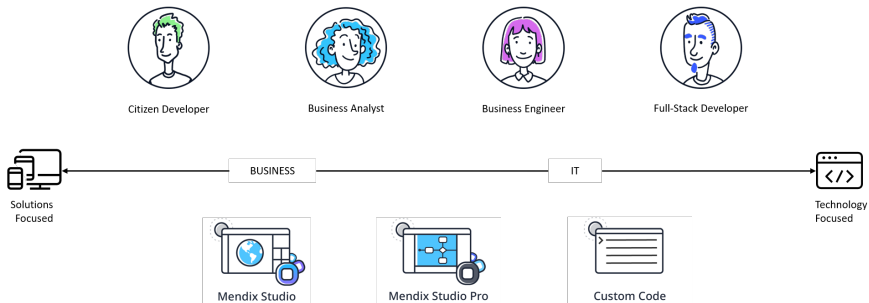 Citizen Developer
Business Analyst
Business Engineer
Full-Stack Developer
BUSINESS
IT
Solutions
Focused
Technology
Focused
Mendix Studio
Mendix Studio Pro
Custom Code